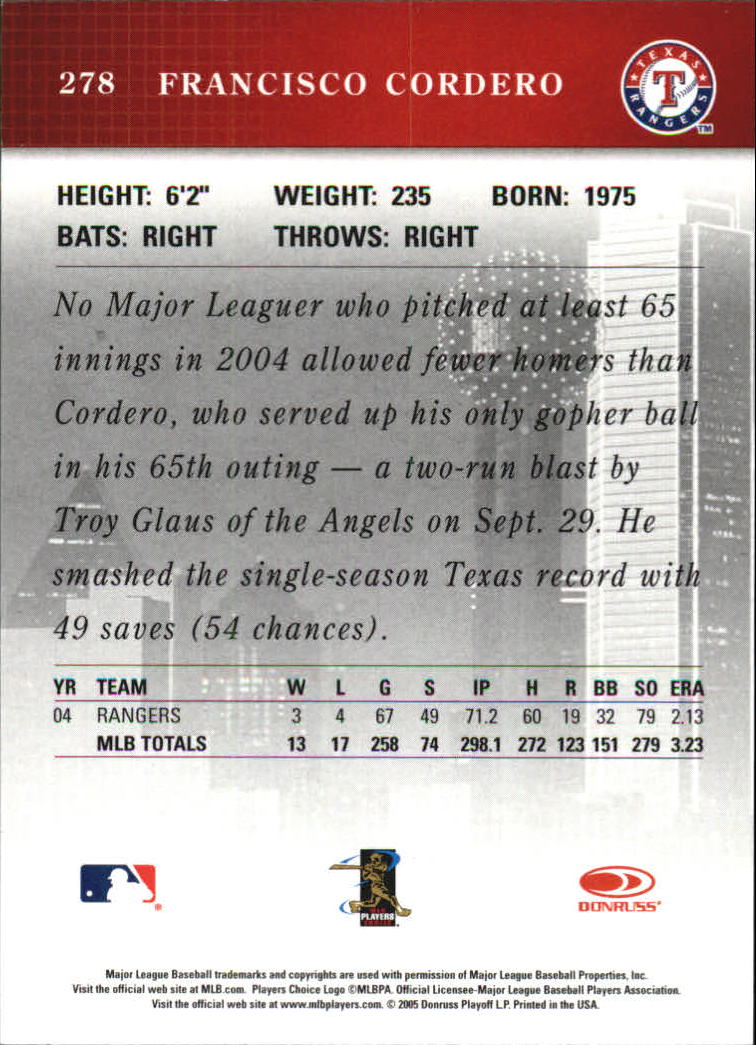 278 FRANCISCO CORDERO
TEXAS
T
RANGERS
TM
HEIGHT: 6'2" WEIGHT: 235 BORN: 1975
BATS: RIGHT THROWS: RIGHT
No Major Leaguer who pitched at least 65
innings in 2004 allowed fewer homers than
Cordero, who served up his only gopher ball
in his 65th outing — a two-run blast by
Troy Glaus of the Angels on Sept. 29. He
smashed the single-season Texas record with
49 saves (54 chances).
YR TEAM W L G S IP H R BB SO ERA
04 RANGERS 3 4 67 49 71.2 60 19 32 79 2.13
MLB TOTALS 13 17 258 74 298.1 272 123 151 279 3.23
PLAYERS
DONRUSS
Major League Baseball trademarks and copyrights are used with permission of Major League Baseball Properties, Inc.
Visit the official web site at MLB.com. Players Choice Logo ©MLBPA. Official Licensee-Major League Baseball Players Association.
Visit the official web site at www.mlbplayers.com. © 2005 Donruss Playoff L.P. Printed in the USA.